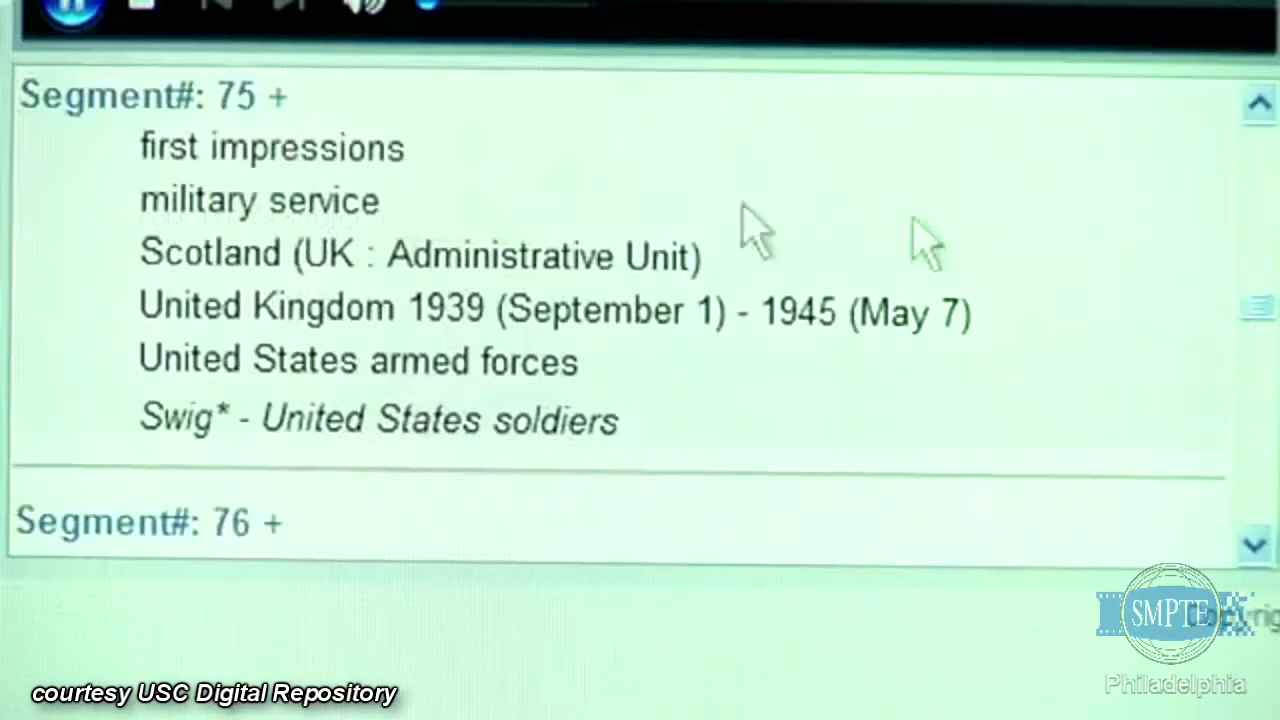 Segment#: 75 +
first impressions
military service
Scotland (UK : Administrative Unit)
United Kingdom 1939 (September 1) - 1945 (May 7)
United States armed forces
Swig* - United States soldiers
Segment#: 76 +
SMPTE
Philadelphia
courtesy USC Digital Repository